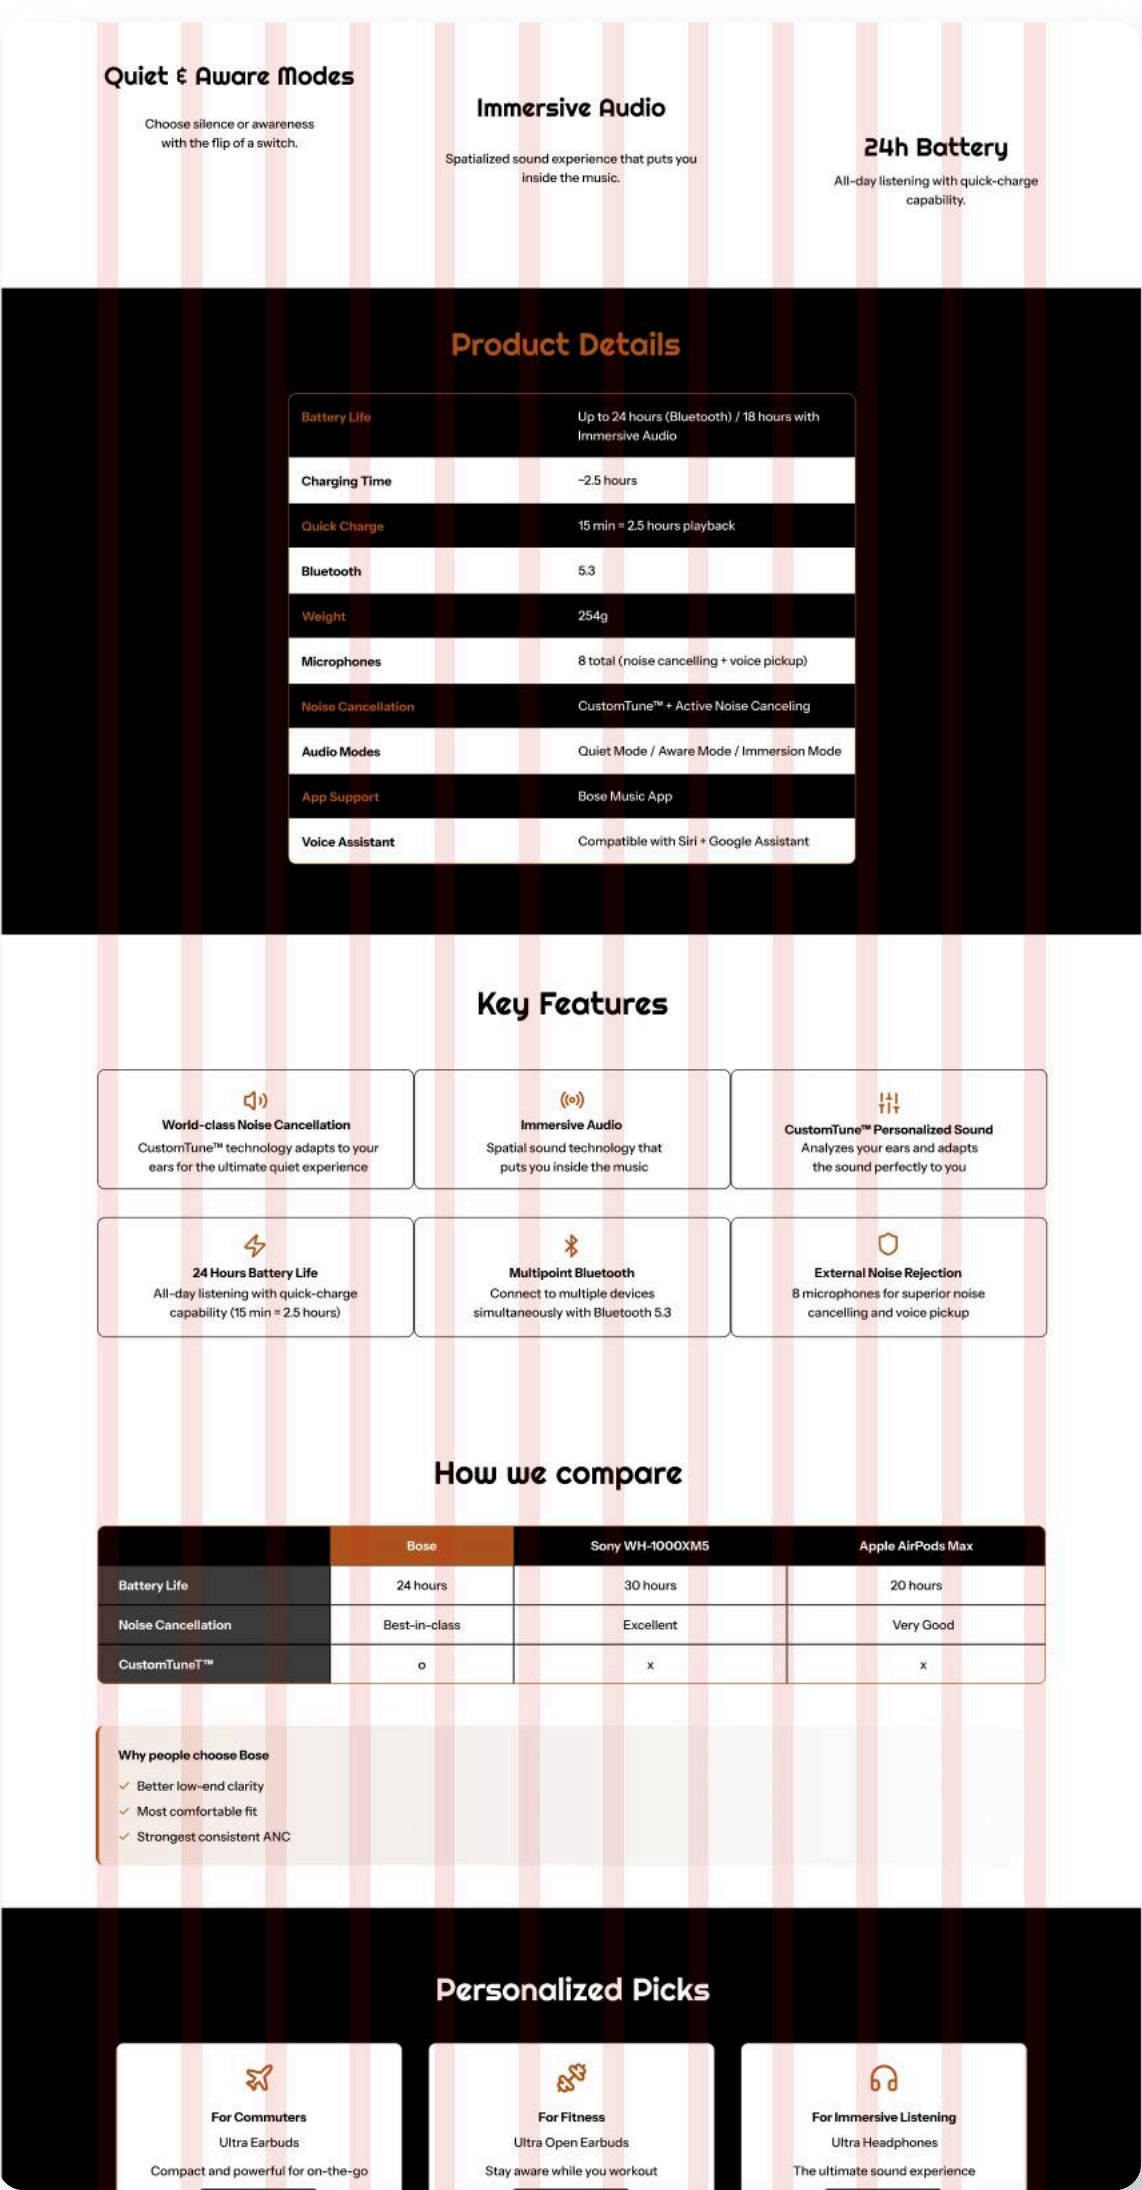 Quiet & Aware Modes
Choose silence or awareness
with the flip of a switch.
Immersive Audio
Spatialized sound experience that puts you
inside the music.
24h Battery
All-day listening with quick-charge
capability.
Product Details
Battery Life
Up to 24 hours (Bluetooth) / 18 hours with
Immersive Audio
Charging Time
~2.5 hours
Quick Charge
15 min = 2.5 hours playback
Bluetooth
5.3
Weight
254g
Microphones
8 total (noise cancelling + voice pickup)
Noise Cancellation
CustomTune™ + Active Noise Canceling
Audio Modes
Quiet Mode / Aware Mode / Immersion Mode
App Support
Bose Music App
Voice Assistant
Compatible with Siri + Google Assistant
Key Features
World-class Noise Cancellation
CustomTune™ technology adapts to your
ears for the ultimate quiet experience
Immersive Audio
Spatial sound technology that
puts you inside the music
CustomTune™ Personalized Sound
Analyzes your ears and adapts
the sound perfectly to you
24 Hours Battery Life
All-day listening with quick-charge
capability (15 min = 2.5 hours)
Multipoint Bluetooth
Connect to multiple devices
simultaneously with Bluetooth 5.3
External Noise Rejection
8 microphones for superior noise
cancelling and voice pickup
How we compare
Bose Sony WH-1000XM5 Apple AirPods Max
Battery Life 24 hours 30 hours 20 hours
Noise Cancellation Best-in-class Excellent Very Good
CustomTuneT™ o x x
Why people choose Bose
Better low-end clarity
Most comfortable fit
Strongest consistent ANC
Personalized Picks
For Commuters
Ultra Earbuds
Compact and powerful for on-the-go
For Fitness
Ultra Open Earbuds
Stay aware while you workout
For Immersive Listening
Ultra Headphones
The ultimate sound experience